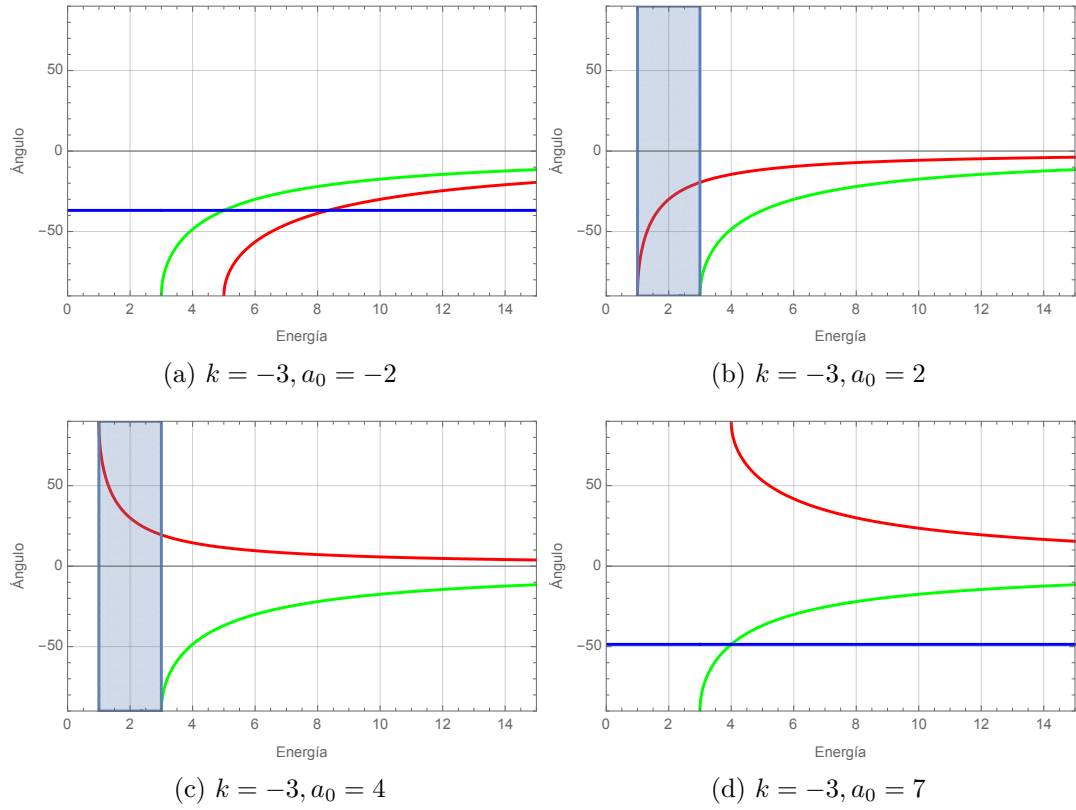 50
0
−50
0 2 4 6 8 10 12 14
Ángulo
Energía
(a) k = −3, a₀ = −2
50
0
−50
0 2 4 6 8 10 12 14
Ángulo
Energía
(b) k = −3, a₀ = 2
50
0
−50
0 2 4 6 8 10 12 14
Ángulo
Energía
(c) k = −3, a₀ = 4
50
0
−50
0 2 4 6 8 10 12 14
Ángulo
Energía
(d) k = −3, a₀ = 7